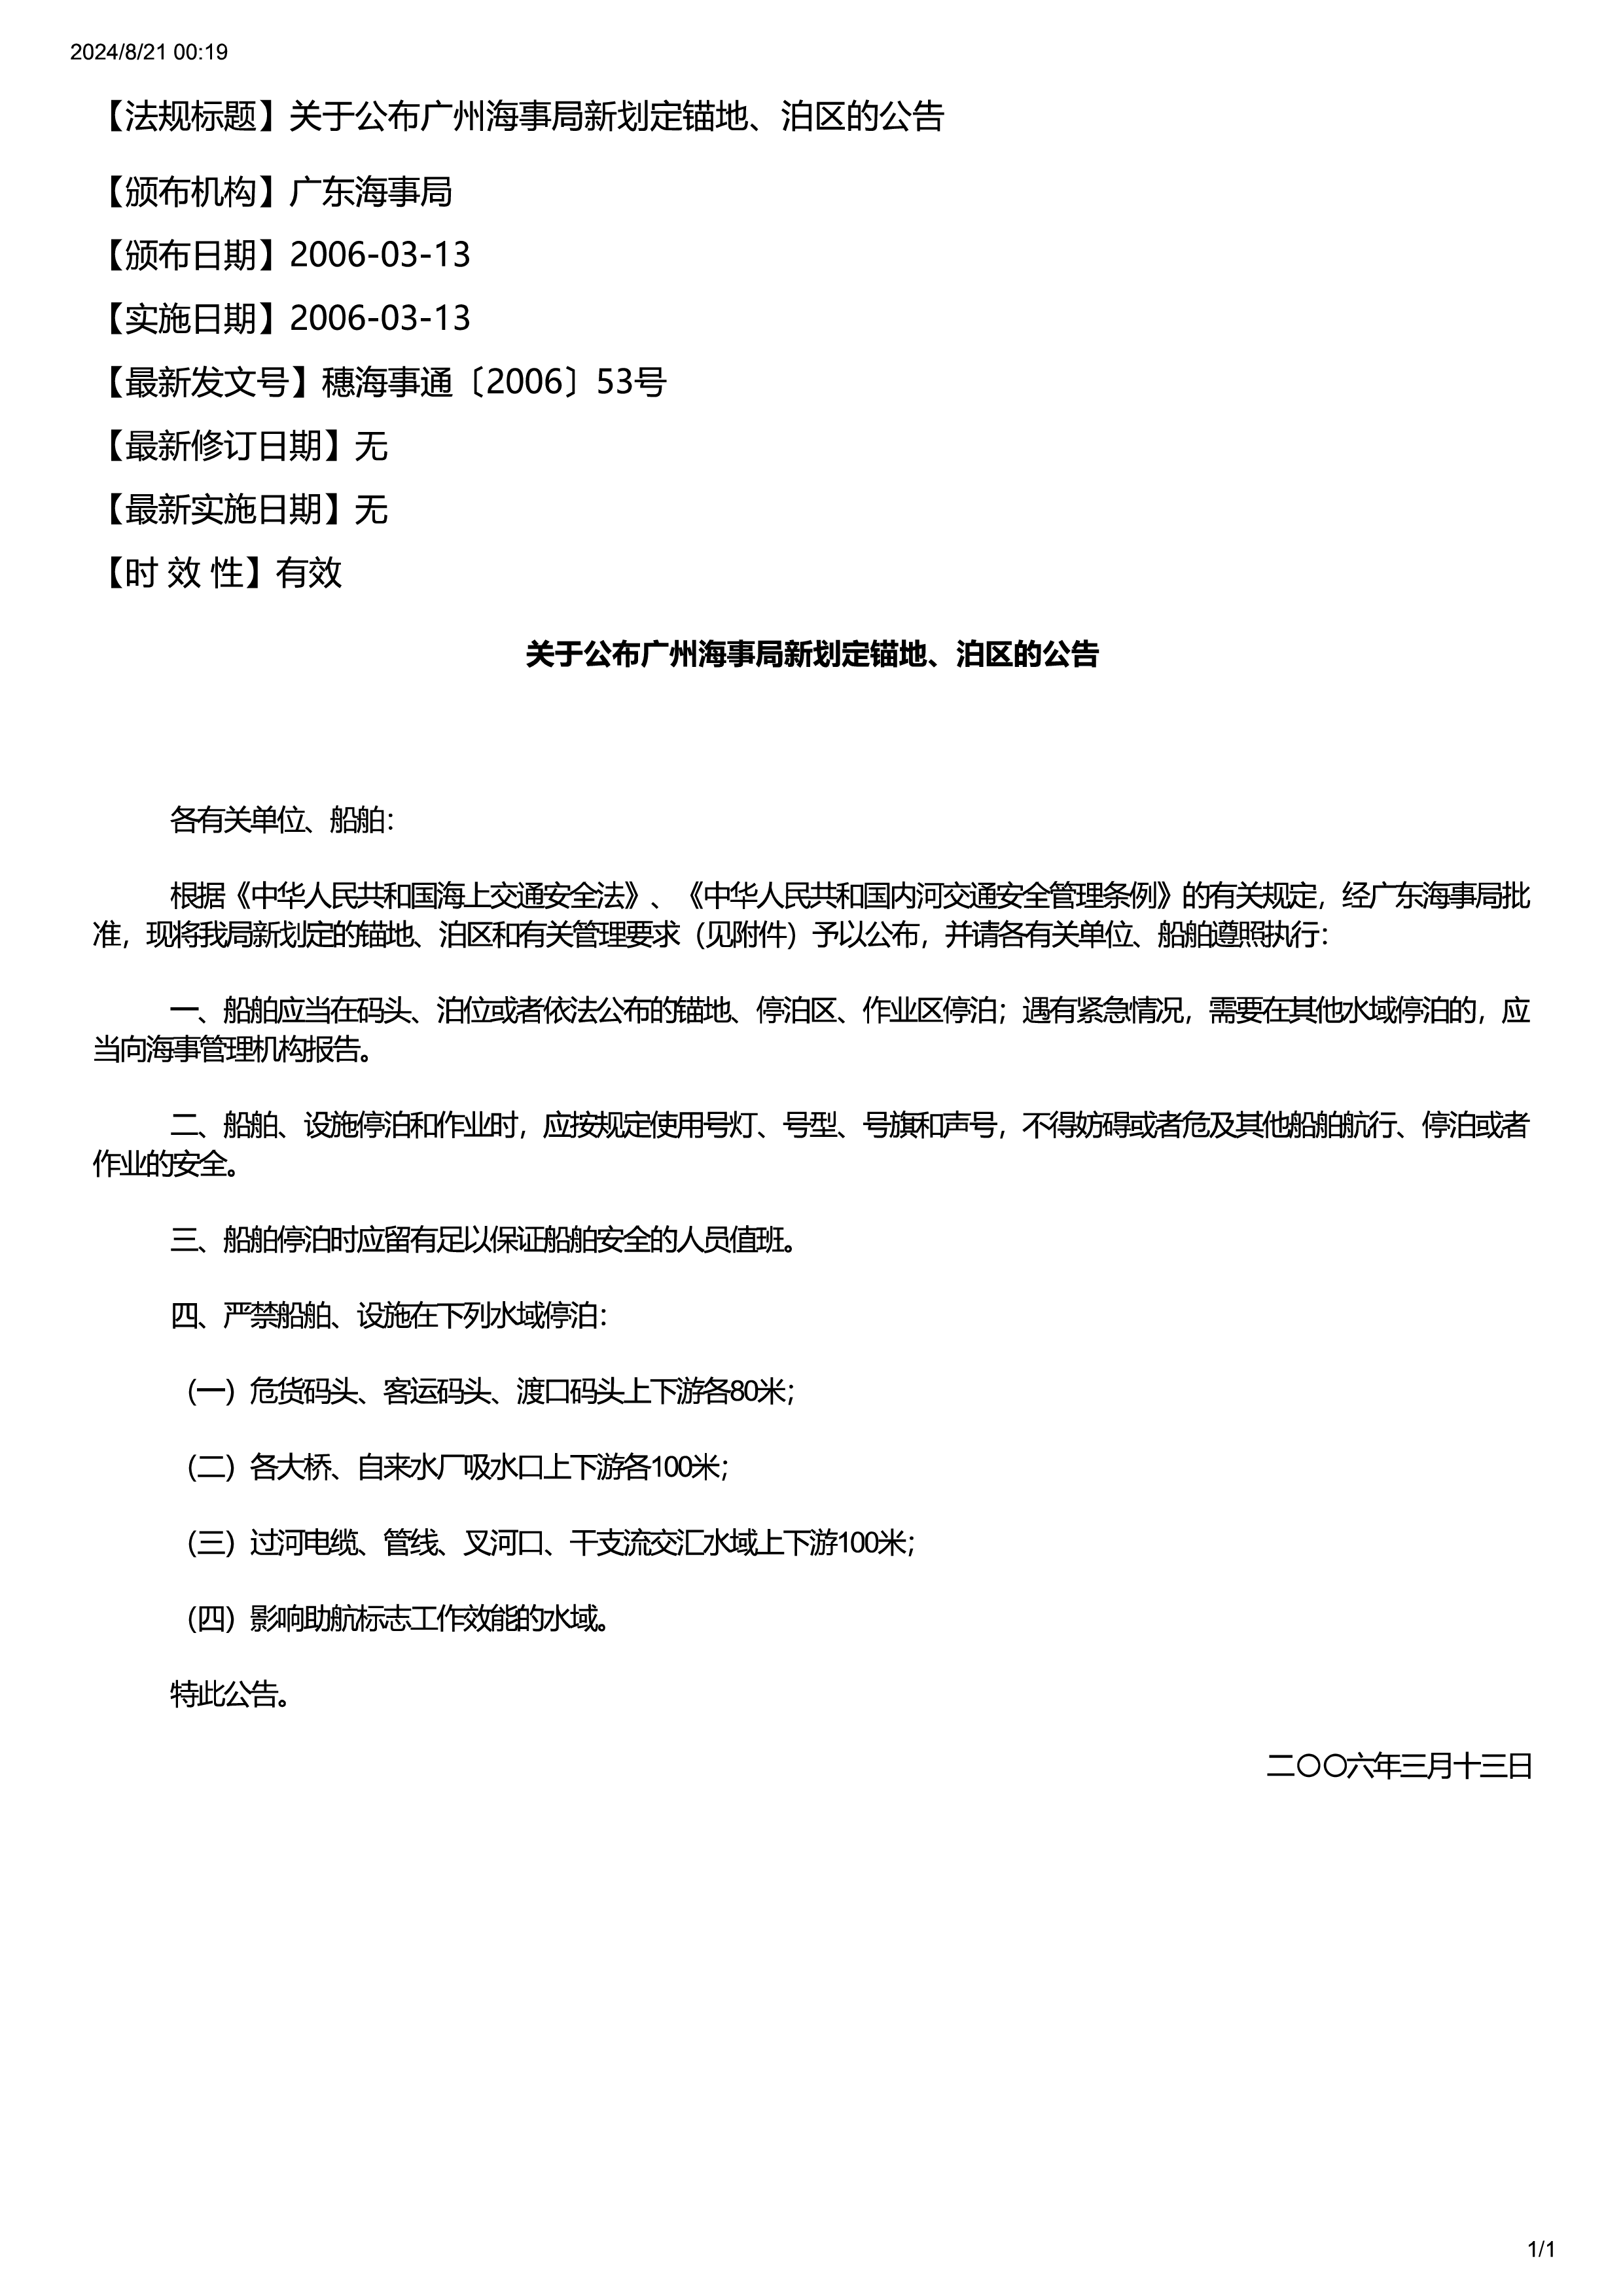 2024/8/21 00:19
【法规标题】关于公布广州海事局新划定锚地、泊区的公告
【颁布机构】广东海事局
【颁布日期】2006-03-13
【实施日期】2006-03-13
【最新发文号】穗海事通〔2006〕53号
【最新修订日期】无
【最新实施日期】无
【时 效 性】有效
关于公布广州海事局新划定锚地、泊区的公告
各有关单位、船舶：
根据《中华人民共和国海上交通安全法》、《中华人民共和国内河交通安全管理条例》的有关规定，经广东海事局批
准，现将我局新划定的锚地、泊区和有关管理要求（见附件）予以公布，并请各有关单位、船舶遵照执行：
一、船舶应当在码头、泊位或者依法公布的锚地、停泊区、作业区停泊；遇有紧急情况，需要在其他水域停泊的，应
当向海事管理机构报告。
二、船舶、设施停泊和作业时，应按规定使用号灯、号型、号旗和声号，不得妨碍或者危及其他船舶航行、停泊或者
作业的安全。
三、船舶停泊时应留有足以保证船舶安全的人员值班。
四、严禁船舶、设施在下列水域停泊：
（一）危货码头、客运码头、渡口码头上下游各80米；
（二）各大桥、自来水厂吸水口上下游各100米；
（三）过河电缆、管线、叉河口、干支流交汇水域上下游100米；
（四）影响助航标志工作效能的水域。
特此公告。
二〇〇六年三月十三日
1/1